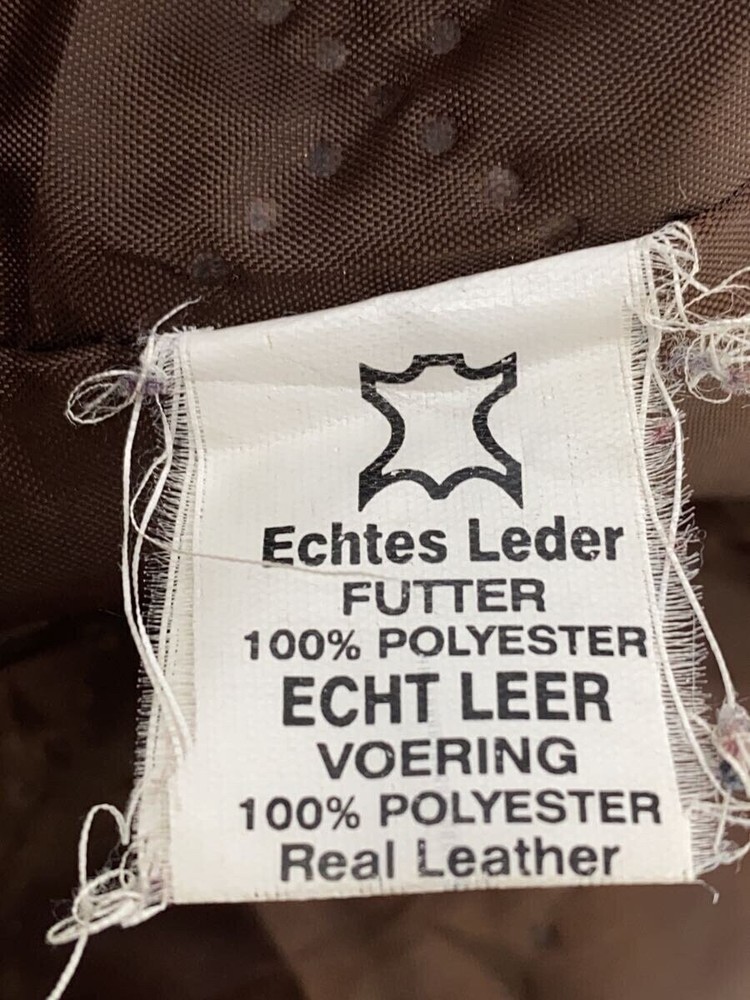 Echtes Leder
FUTTER
100% POLYESTER
ECHT LEER
VOERING
100% POLYESTER
Real Leather